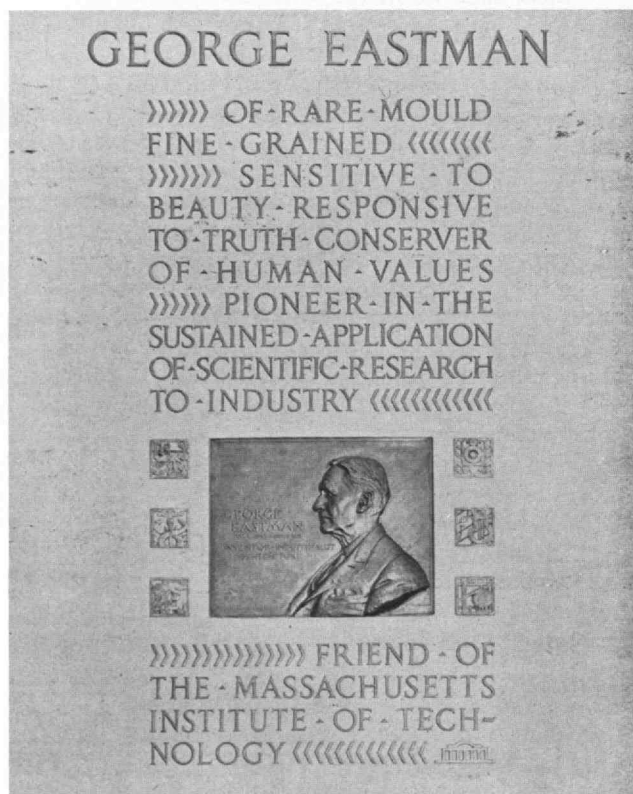 GEORGE EASTMAN
»»»» OF·RARE·MOULD
FINE·GRAINED ««««
»»»» SENSITIVE·TO
BEAUTY·RESPONSIVE
TO·TRUTH·CONSERVER
OF·HUMAN·VALUES
»»»» PIONEER·IN·THE
SUSTAINED·APPLICATION
OF·SCIENTIFIC·RESEARCH
TO·INDUSTRY ««««««
GEORGE
EASTMAN
»»»»»»» FRIEND·OF
THE·MASSACHUSETTS
INSTITUTE·OF·TECH-
NOLOGY «««««««